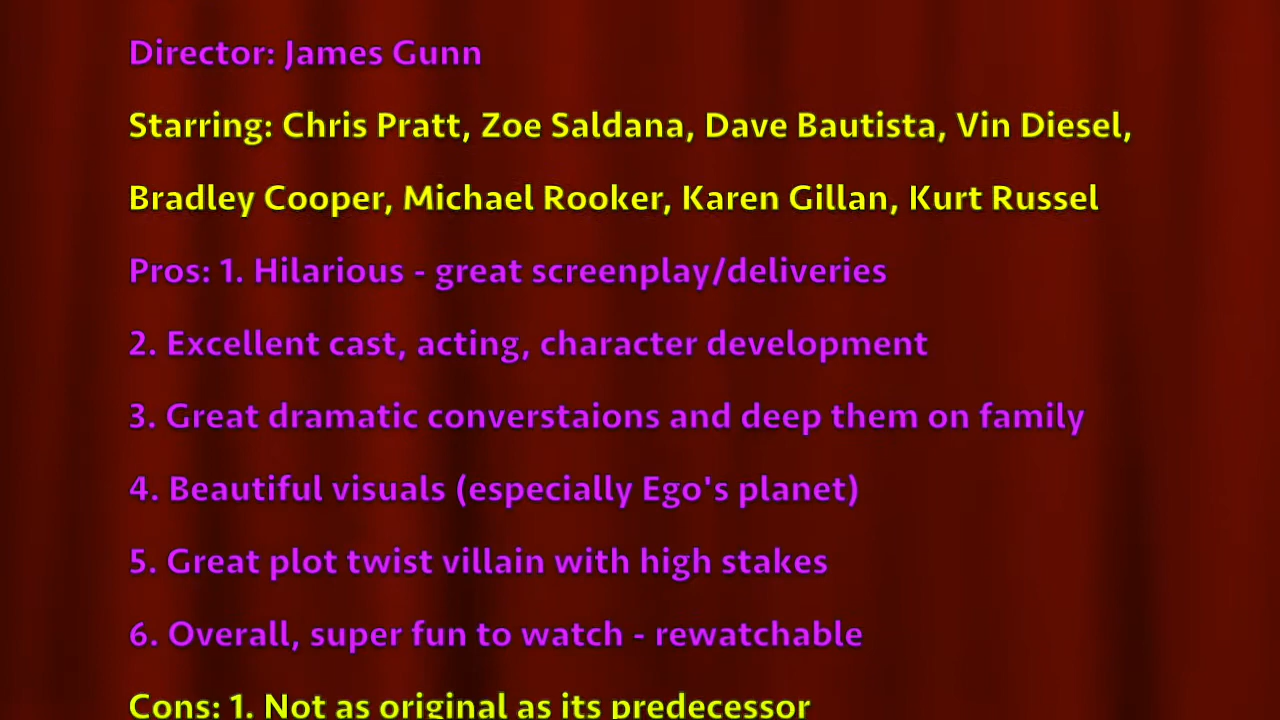 Director: James Gunn
Starring: Chris Pratt, Zoe Saldana, Dave Bautista, Vin Diesel,
Bradley Cooper, Michael Rooker, Karen Gillan, Kurt Russel
Pros: 1. Hilarious - great screenplay/deliveries
2. Excellent cast, acting, character development
3. Great dramatic converstaions and deep them on family
4. Beautiful visuals (especially Ego's planet)
5. Great plot twist villain with high stakes
6. Overall, super fun to watch - rewatchable
Cons: 1. Not as original as its predecessor